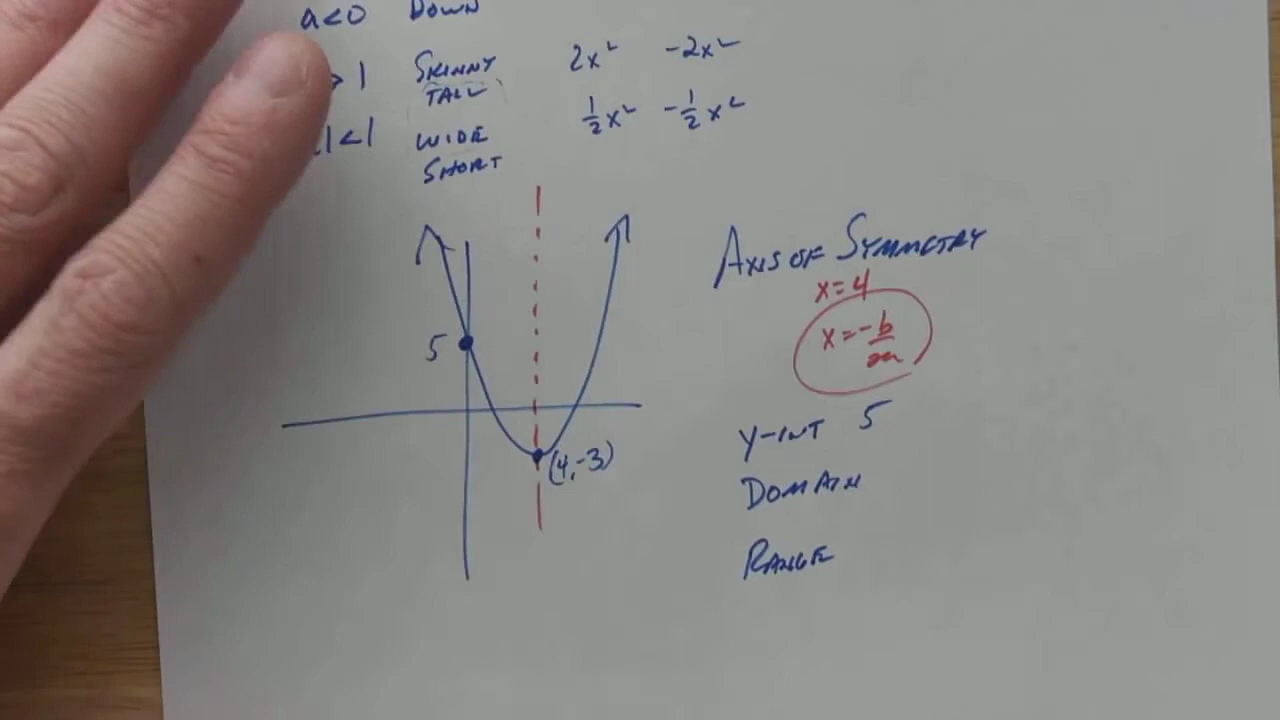 a<0 DOWN
> 1 SKINNY 2x² -2x²
TALL
|<1 WIDE ½x² -½x²
SHORT
AXIS OF SYMMETRY
x=4
x=-b/2a
5
Y-INT 5
(4,-3)
DOMAIN
RANGE